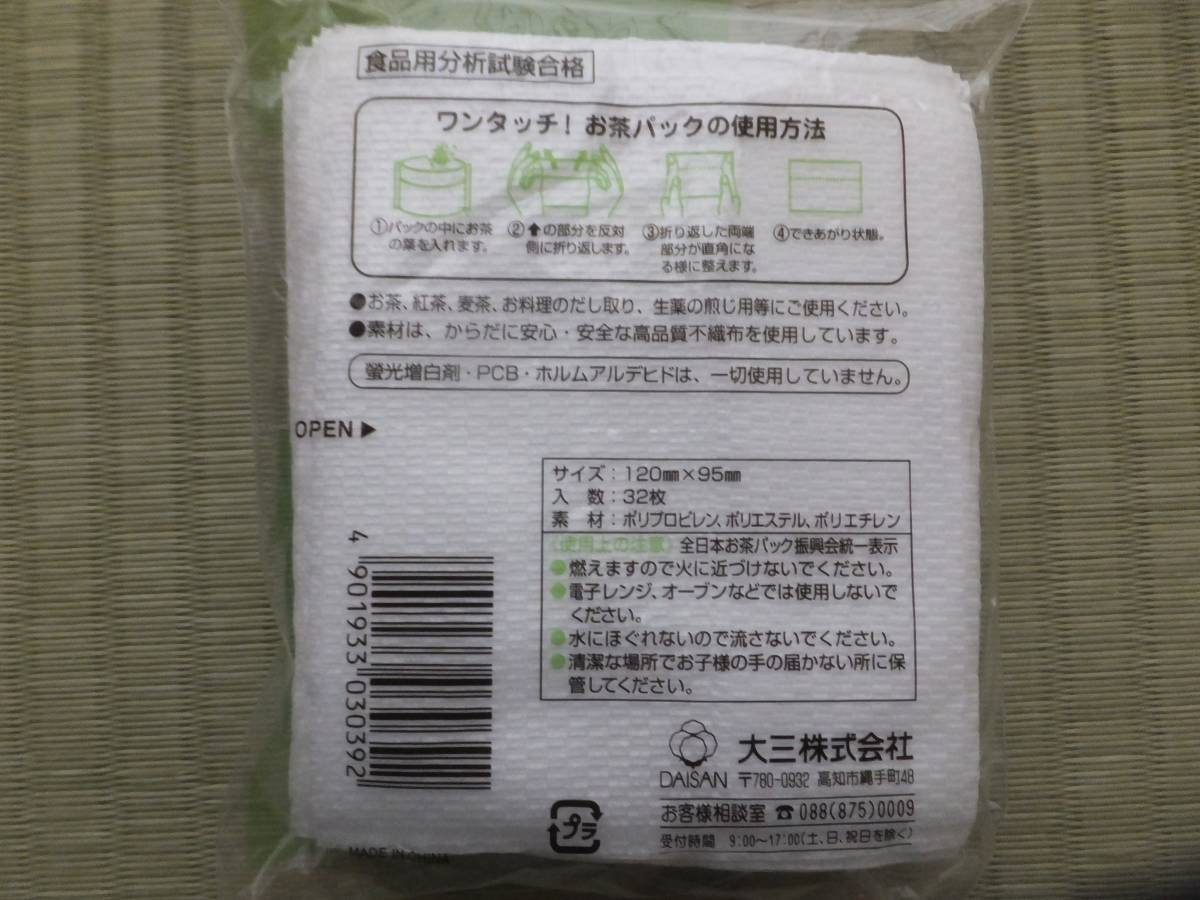 食品用分析試験合格
ワンタッチ！お茶パックの使用方法
①パックの中にお茶
の葉を入れます。
②⬆の部分を反対
側に折り返します。
③折り返した両端
部分が直角にな
る様に整えます。
④できあがり状態。
●お茶、紅茶、麦茶、お料理のだし取り、生薬の煎じ用等にご使用ください。
●素材は、からだに安心・安全な高品質不織布を使用しています。
螢光増白剤・PCB・ホルムアルデヒドは、一切使用していません。
OPEN ▶
サイズ：120㎜×95㎜
入　数：32枚
素　材：ポリプロピレン、ポリエステル、ポリエチレン
《使用上の注意》 全日本お茶パック振興会統一表示
●燃えますので火に近づけないでください。
●電子レンジ、オーブンなどでは使用しないで
ください。
●水にほぐれないので流さないでください。
●清潔な場所でお子様の手の届かない所に保
管してください。
4 901933 030392
大三株式会社
DAISAN 〒780-0932 高知市縄手町48
お客様相談室 ☎088(875)0009
受付時間 9:00〜17:00(土、日、祝日を除く)
プラ
MADE IN CHINA